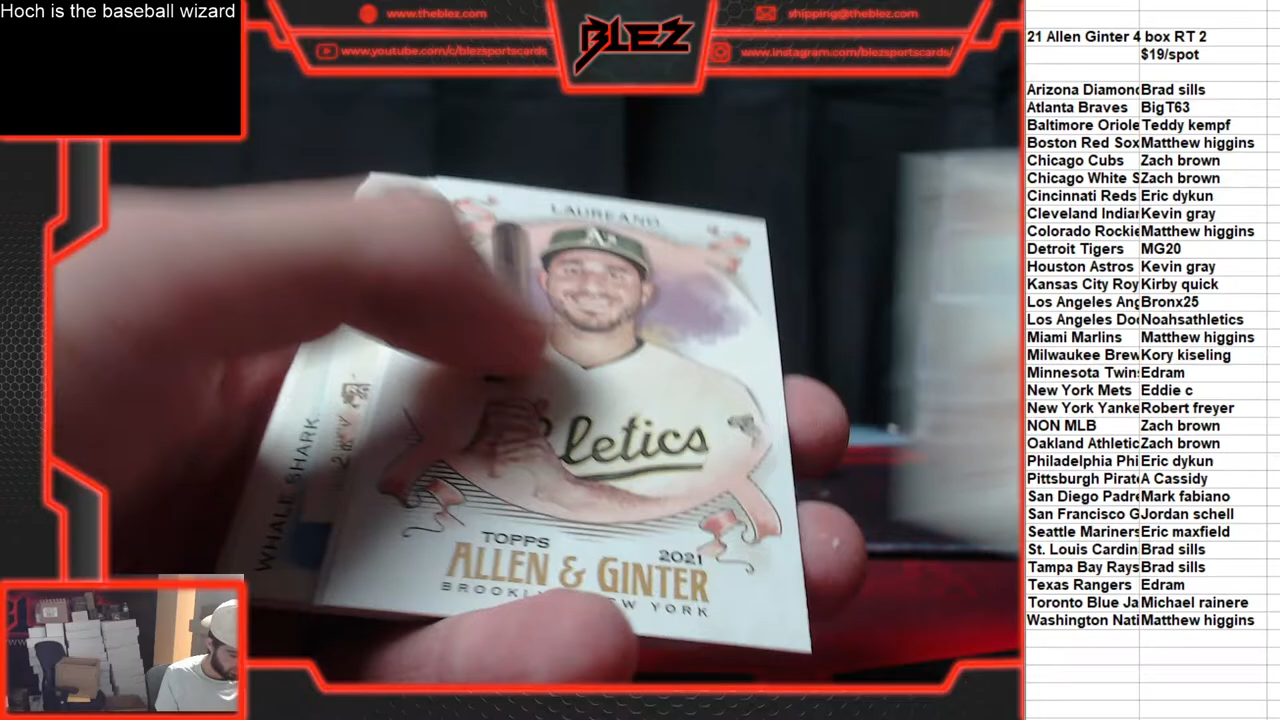 Hoch is the baseball wizard
www.theblez.com
shipping@theblez.com
BLEZ
www.youtube.com/c/blezsportscards/
www.instagram.com/blezsportscards/
LAUREANO
A's
letics
WHALE SHARK
TOPPS
2021
ALLEN & GINTER
NEW YORK
21 Allen Ginter 4 box RT 2
$19/spot
Arizona Diamond Brad sills
Atlanta Braves BigT63
Baltimore Oriole Teddy kempf
Boston Red Sox Matthew higgins
Chicago Cubs Zach brown
Chicago White S Zach brown
Cincinnati Reds Eric dykun
Cleveland Indian Kevin gray
Colorado Rockie Matthew higgins
Detroit Tigers MG20
Houston Astros Kevin gray
Kansas City Roy Kirby quick
Los Angeles Ang Bronx25
Los Angeles Do Noahsathletics
Miami Marlins Matthew higgins
Milwaukee Brew Kory kiseling
Minnesota Twins Edram
New York Mets Eddie c
New York Yanke Robert freyer
NON MLB Zach brown
Oakland Athletic Zach brown
Philadelphia Phi Eric dykun
Pittsburgh Pirate A Cassidy
San Diego Padre Mark fabiano
San Francisco G Jordan schell
Seattle Mariners Eric maxfield
St. Louis Cardin Brad sills
Tampa Bay Rays Brad sills
Texas Rangers Edram
Toronto Blue Ja Michael rainere
Washington Nati Matthew higgins